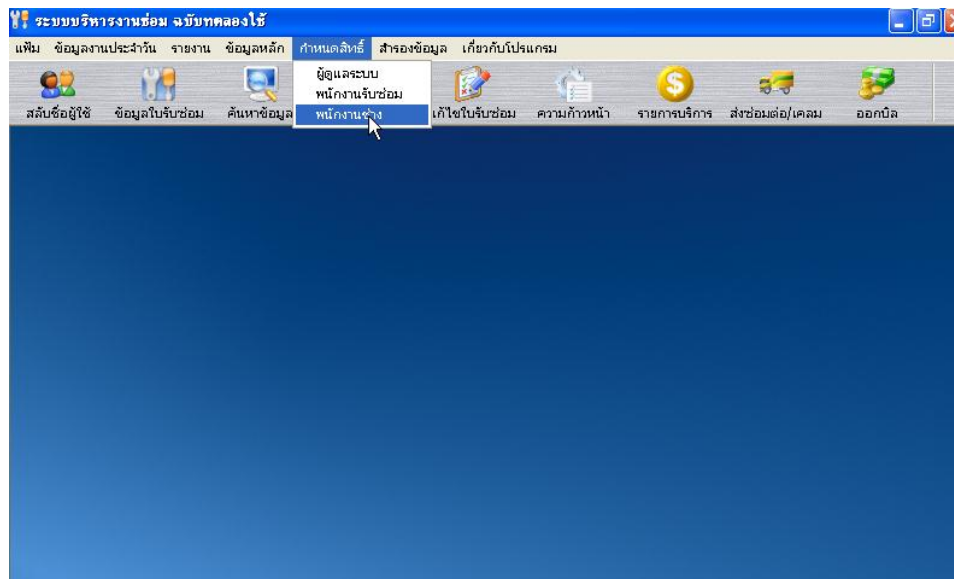 ระบบบริหารงานซ่อม ฉบับทดลองใช้
แฟ้ม ข้อมูลงานประจำวัน รายงาน ข้อมูลหลัก กำหนดสิทธิ์ สำรองข้อมูล เกี่ยวกับโปรแกรม
ผู้ดูแลระบบ
พนักงานรับซ่อม
พนักงานช่าง
สลับชื่อผู้ใช้ ข้อมูลใบรับซ่อม ค้นหาข้อมูล แก้ไขใบรับซ่อม ความก้าวหน้า รายการบริการ ส่งซ่อมต่อ/เคลม ออกบิล